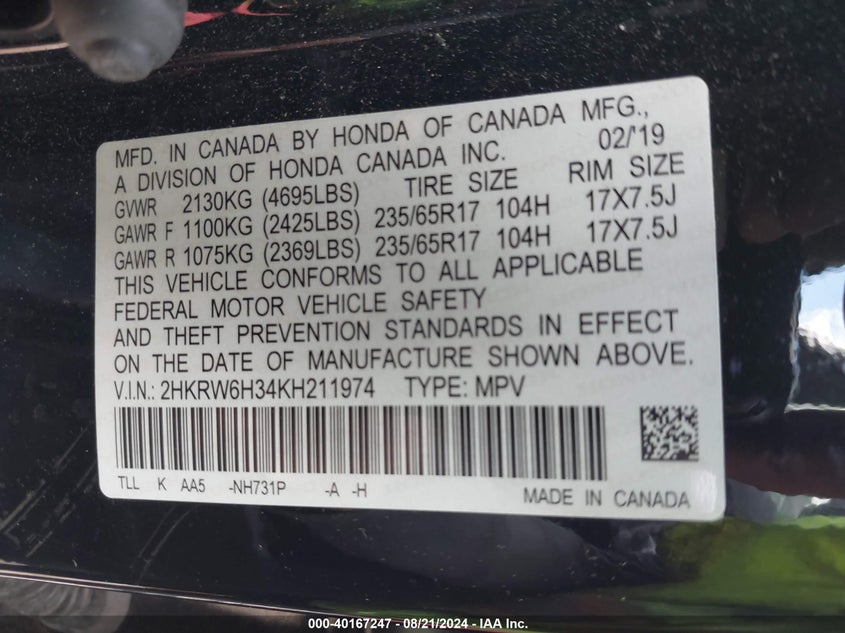 MFD. IN CANADA BY HONDA OF CANADA MFG.,
A DIVISION OF HONDA CANADA INC. 02/'19
GVWR 2130KG (4695LBS) TIRE SIZE RIM SIZE
GAWR F 1100KG (2425LBS) 235/65R17 104H 17X7.5J
GAWR R 1075KG (2369LBS) 235/65R17 104H 17X7.5J
THIS VEHICLE CONFORMS TO ALL APPLICABLE
FEDERAL MOTOR VEHICLE SAFETY
AND THEFT PREVENTION STANDARDS IN EFFECT
ON THE DATE OF MANUFACTURE SHOWN ABOVE.
V.I.N.: 2HKRW6H34KH211974 TYPE: MPV
TLL K AA5 -NH731P -A -H MADE IN CANADA
000-40167247 - 08/21/2024 - IAA Inc.